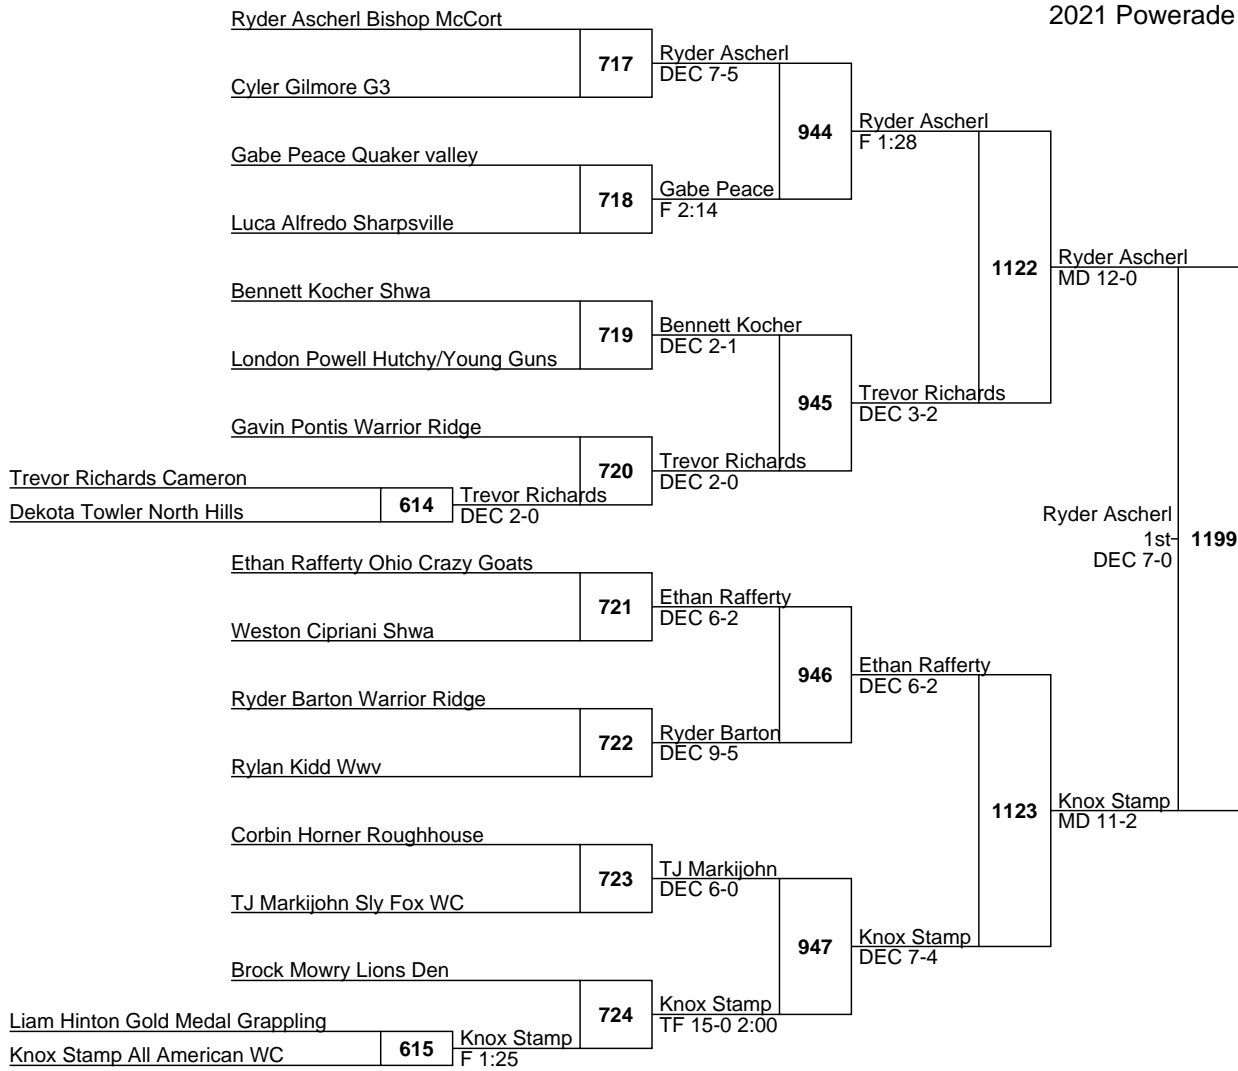 2021 Powerade
Ryder Ascherl Bishop McCort
717
Ryder Ascherl
DEC 7-5
Cyler Gilmore G3
944
Ryder Ascherl
F 1:28
Gabe Peace Quaker valley
718
Gabe Peace
F 2:14
Luca Alfredo Sharpsville
1122
Ryder Ascherl
MD 12-0
Bennett Kocher Shwa
719
Bennett Kocher
DEC 2-1
London Powell Hutchy/Young Guns
945
Trevor Richards
DEC 3-2
Gavin Pontis Warrior Ridge
720
Trevor Richards
DEC 2-0
Trevor Richards Cameron
614
Trevor Richards
DEC 2-0
Dekota Towler North Hills
Ryder Ascherl
1st
1199
DEC 7-0
Ethan Rafferty Ohio Crazy Goats
721
Ethan Rafferty
DEC 6-2
Weston Cipriani Shwa
946
Ethan Rafferty
DEC 6-2
Ryder Barton Warrior Ridge
722
Ryder Barton
DEC 9-5
Rylan Kidd Wwv
1123
Knox Stamp
MD 11-2
Corbin Horner Roughhouse
723
TJ Markijohn
DEC 6-0
TJ Markijohn Sly Fox WC
947
Knox Stamp
DEC 7-4
Brock Mowry Lions Den
724
Knox Stamp
TF 15-0 2:00
Liam Hinton Gold Medal Grappling
615
Knox Stamp
F 1:25
Knox Stamp All American WC